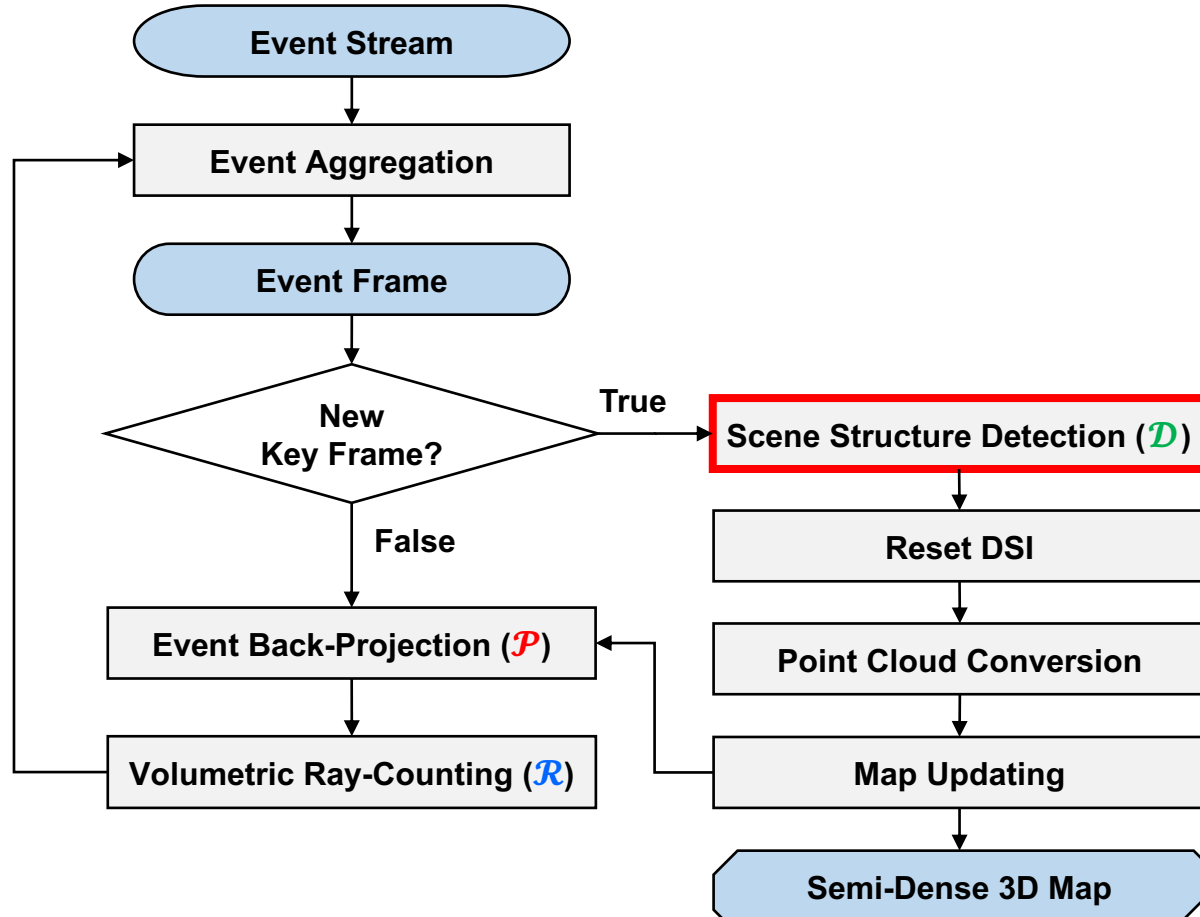 Event Stream
Event Aggregation
Event Frame
New
Key Frame?
True
False
Scene Structure Detection (𝒟)
Reset DSI
Event Back-Projection (𝒫)
Point Cloud Conversion
Volumetric Ray-Counting (ℛ)
Map Updating
Semi-Dense 3D Map